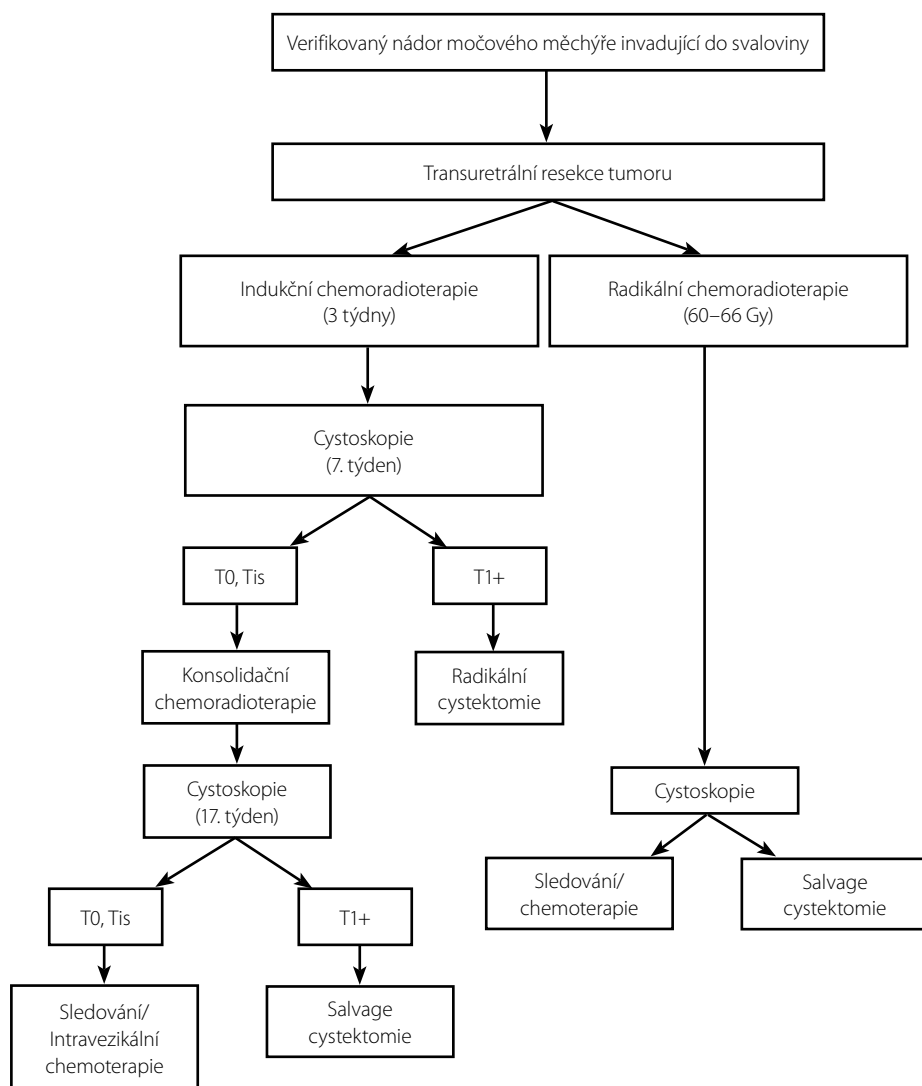 Verifikovaný nádor močového měchýře invadující do svaloviny
Transuretrální resekce tumoru
Indukční chemoradioterapie
(3 týdny)
Radikální chemoradioterapie
(60–66 Gy)
Cystoskopie
(7. týden)
T0, Tis
T1+
Konsolidační
chemoradioterapie
Radikální
cystektomie
Cystoskopie
(17. týden)
Cystoskopie
T0, Tis
T1+
Sledování/
chemoterapie
Salvage
cystektomie
Sledování/
Intravezikální
chemoterapie
Salvage
cystektomie